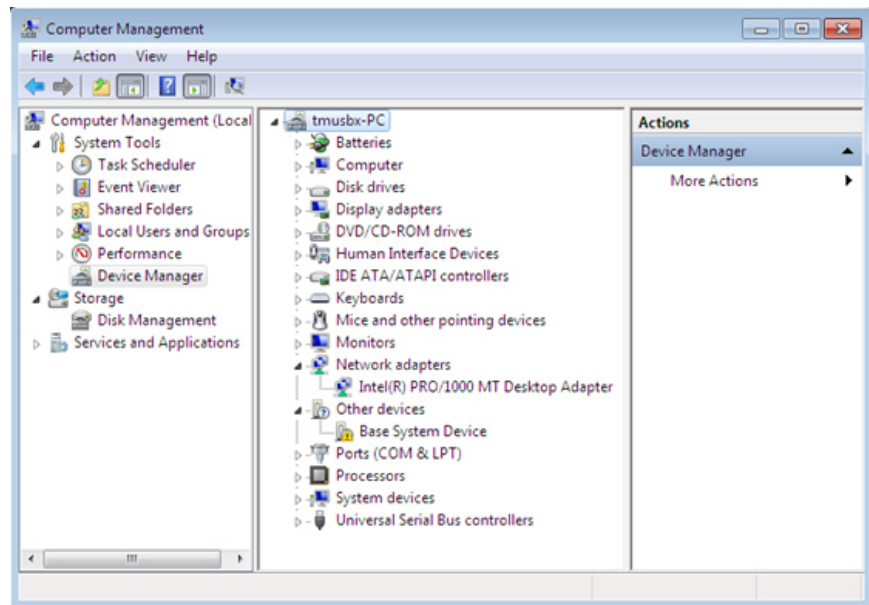 Computer Management
File Action View Help
Computer Management (Local
System Tools
Task Scheduler
Event Viewer
Shared Folders
Local Users and Groups
Performance
Device Manager
Storage
Disk Management
Services and Applications
tmusbx-PC
Batteries
Computer
Disk drives
Display adapters
DVD/CD-ROM drives
Human Interface Devices
IDE ATA/ATAPI controllers
Keyboards
Mice and other pointing devices
Monitors
Network adapters
Intel(R) PRO/1000 MT Desktop Adapter
Other devices
Base System Device
Ports (COM & LPT)
Processors
System devices
Universal Serial Bus controllers
Actions
Device Manager
More Actions